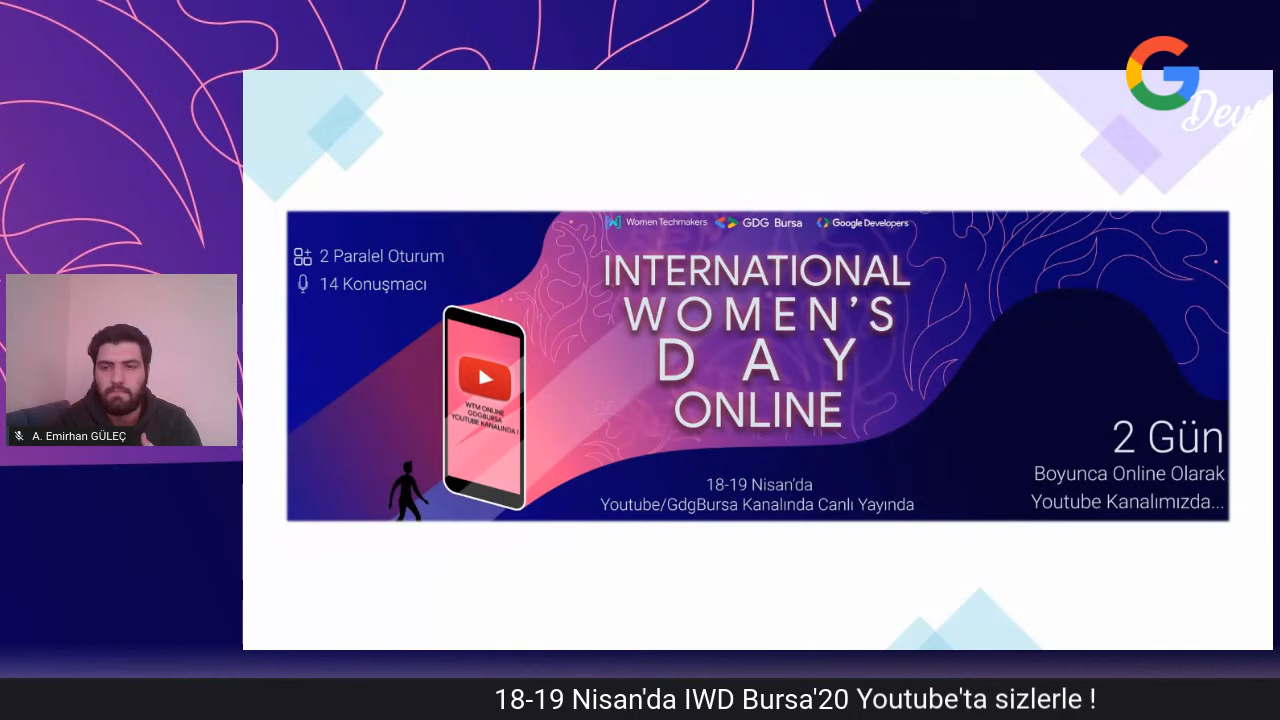 Dev
Women Techmakers GDG Bursa Google Developers
2 Paralel Oturum
14 Konuşmacı
INTERNATIONAL
WOMEN'S
DAY
ONLINE
WTM ONLINE
GDGBURSA
YOUTUBE KANALINDA !
2 Gün
Boyunca Online Olarak
Youtube Kanalımızda...
18-19 Nisan'da
Youtube/GdgBursa Kanalında Canlı Yayında
A. Emirhan GÜLEÇ
18-19 Nisan'da IWD Bursa'20 Youtube'ta sizlerle !